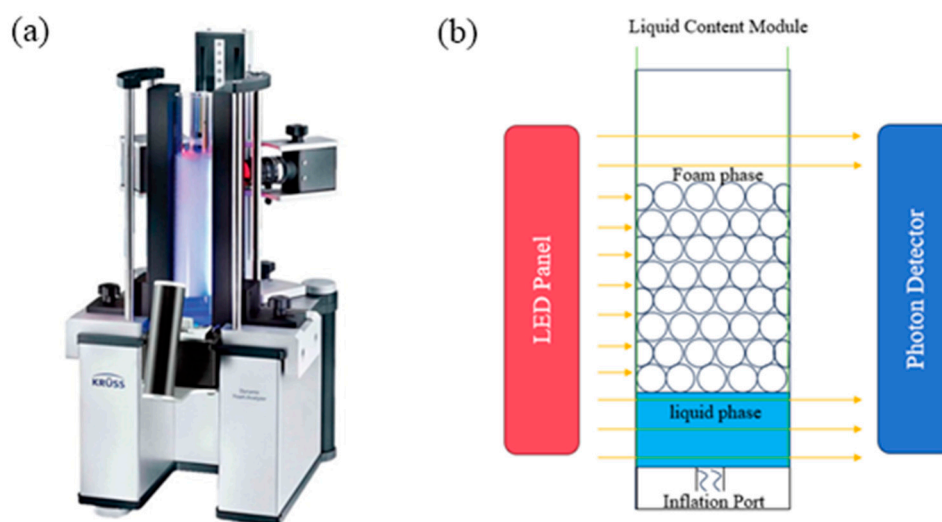 (a)
KRÜSS
(b)
Liquid Content Module
LED Panel
Foam phase
liquid phase
Inflation Port
Photon Detector